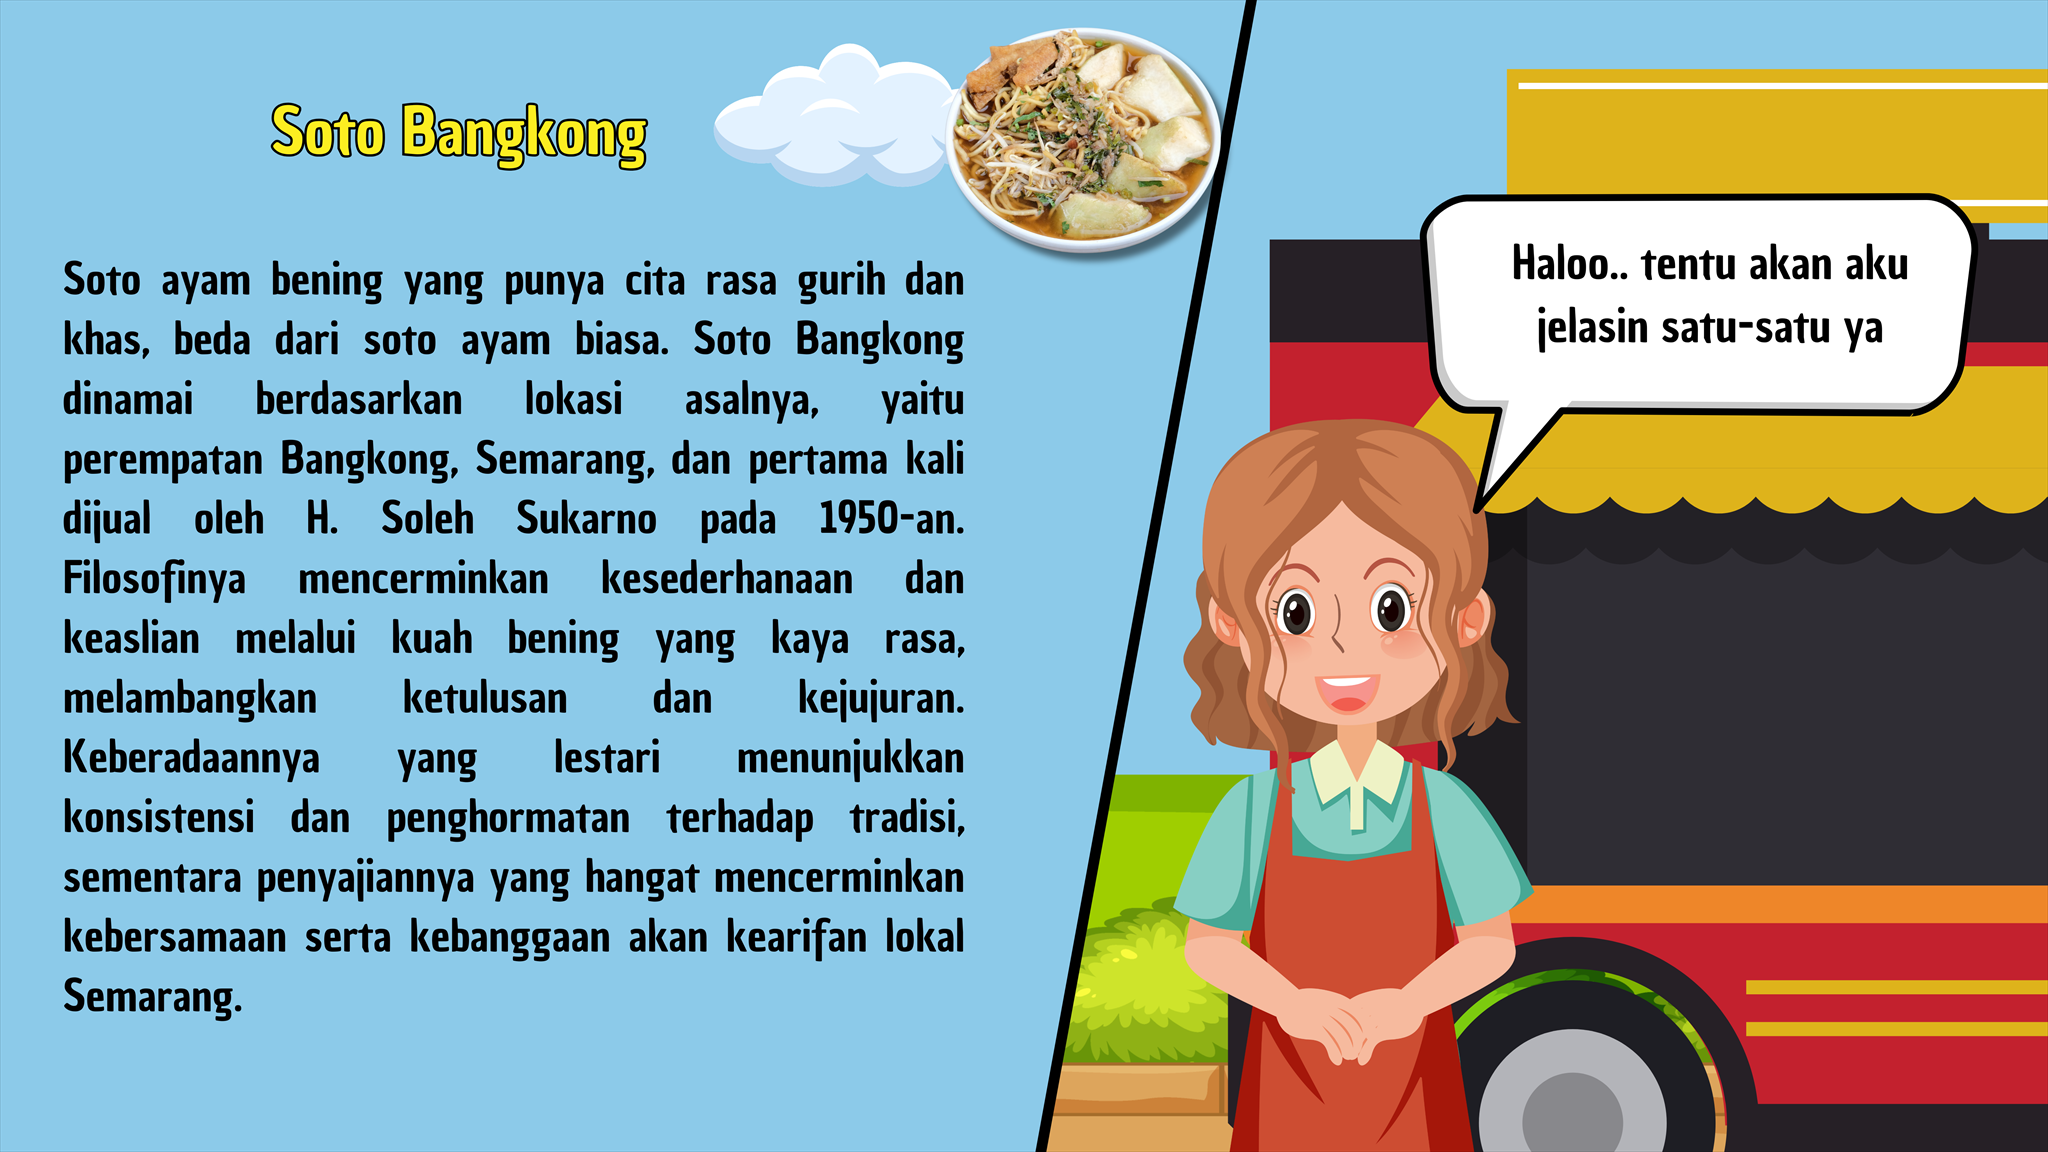 Soto Bangkong
Soto ayam bening yang punya cita rasa gurih dan
khas, beda dari soto ayam biasa. Soto Bangkong
dinamai berdasarkan lokasi asalnya, yaitu
perempatan Bangkong, Semarang, dan pertama kali
dijual oleh H. Soleh Sukarno pada 1950-an.
Filosofinya mencerminkan kesederhanaan dan
keaslian melalui kuah bening yang kaya rasa,
melambangkan ketulusan dan kejujuran.
Keberadaannya yang lestari menunjukkan
konsistensi dan penghormatan terhadap tradisi,
sementara penyajiannya yang hangat mencerminkan
kebersamaan serta kebanggaan akan kearifan lokal
Semarang.
Haloo.. tentu akan aku
jelasin satu-satu ya